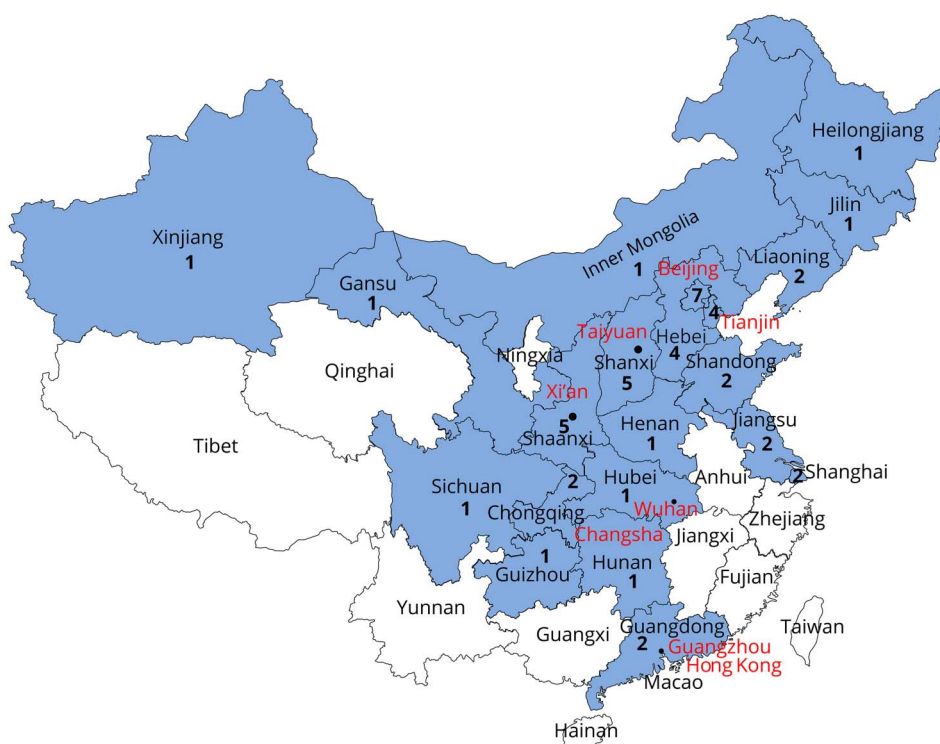 Heilongjiang
1
Jilin
1
Liaoning
2
Inner Mongolia
1
Xinjiang
1
Gansu
1
Beijing
7
4
Tianjin
Taiyuan
Hebei
4
Shanxi
5
Shandong
2
Ningxia
Qinghai
Xi'an
5
Shaanxi
Henan
1
Jiangsu
2
Tibet
Shanghai
2
Anhui
Sichuan
1
2
Chongqing
Hubei
1
Wuhan
Zhejiang
Changsha
Jiangxi
1
Guizhou
Hunan
1
Fujian
Yunnan
Guangxi
Guangdong
2
Guangzhou
Hong Kong
Macao
Taiwan
Hainan